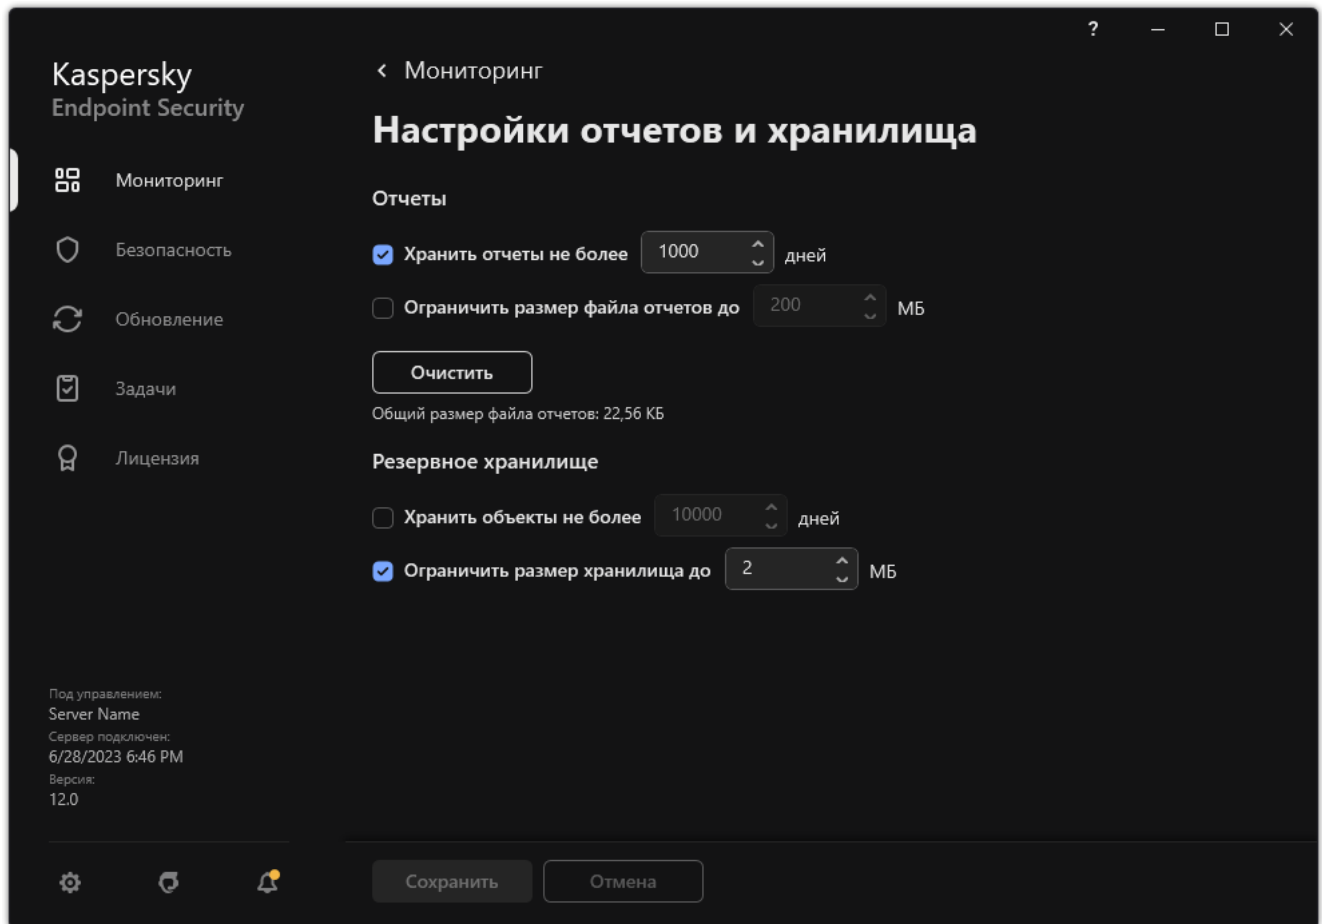 ?
Kaspersky
Endpoint Security
Мониторинг
Безопасность
Обновление
Задачи
Лицензия
Под управлением:
Server Name
Сервер подключен:
6/28/2023 6:46 PM
Версия:
12.0
Мониторинг
Настройки отчетов и хранилища
Отчеты
Хранить отчеты не более 1000 дней
Ограничить размер файла отчетов до 200 МБ
Очистить
Общий размер файла отчетов: 22,56 КБ
Резервное хранилище
Хранить объекты не более 10000 дней
Ограничить размер хранилища до 2 МБ
Сохранить Отмена